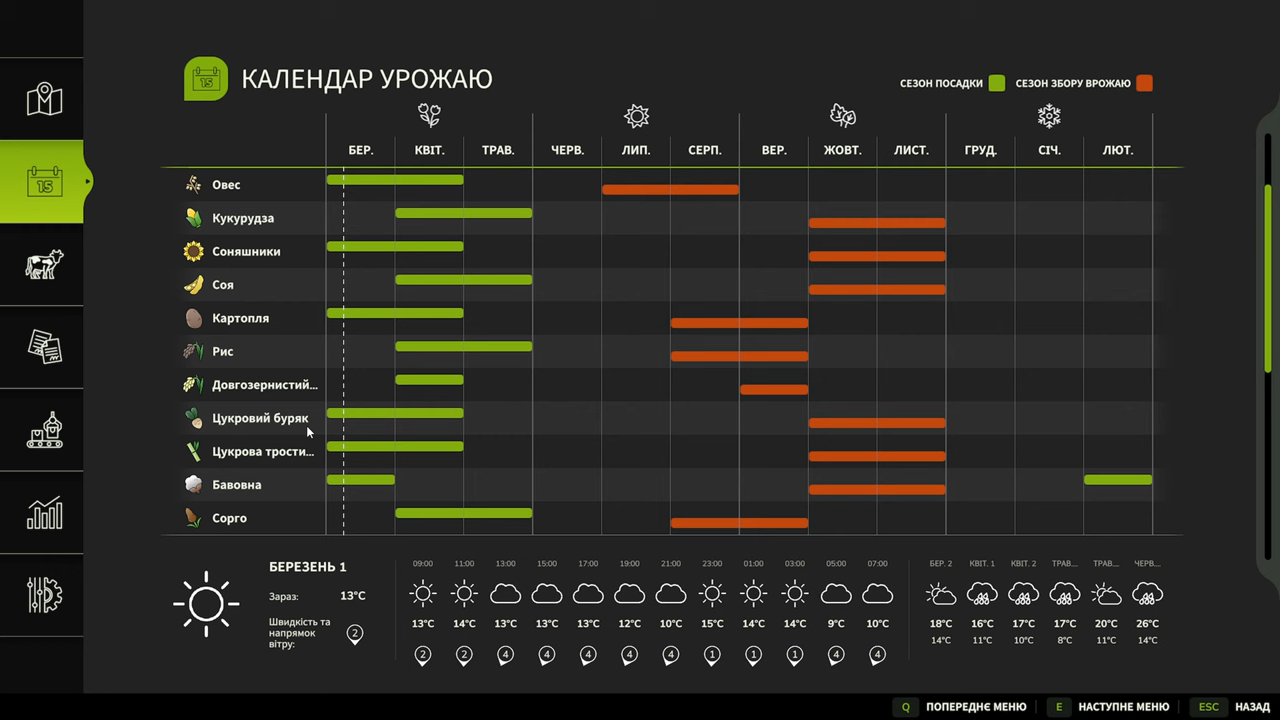 КАЛЕНДАР УРОЖАЮ
СЕЗОН ПОСАДКИ СЕЗОН ЗБОРУ ВРОЖАЮ
БЕР. КВІТ. ТРАВ. ЧЕРВ. ЛИП. СЕРП. ВЕР. ЖОВТ. ЛИСТ. ГРУД. СІЧ. ЛЮТ.
Овес
Кукурудза
Соняшники
Соя
Картопля
Рис
Довгозернистий...
Цукровий буряк
Цукрова трости...
Бавовна
Сорго
БЕРЕЗЕНЬ 1
Зараз: 13°C
Швидкість та
напрямок
вітру: 2
09:00 11:00 13:00 15:00 17:00 19:00 21:00 23:00 01:00 03:00 05:00 07:00
13°C 14°C 13°C 13°C 13°C 12°C 10°C 15°C 14°C 14°C 9°C 10°C
2 2 4 4 4 4 4 1 1 1 4 4
БЕР. 2 КВІТ. 1 КВІТ. 2 ТРАВ... ТРАВ... ЧЕРВ...
18°C 16°C 17°C 17°C 20°C 26°C
14°C 11°C 10°C 8°C 11°C 14°C
15
15
Q ПОПЕРЕДНЄ МЕНЮ E НАСТУПНЕ МЕНЮ ESC НАЗАД